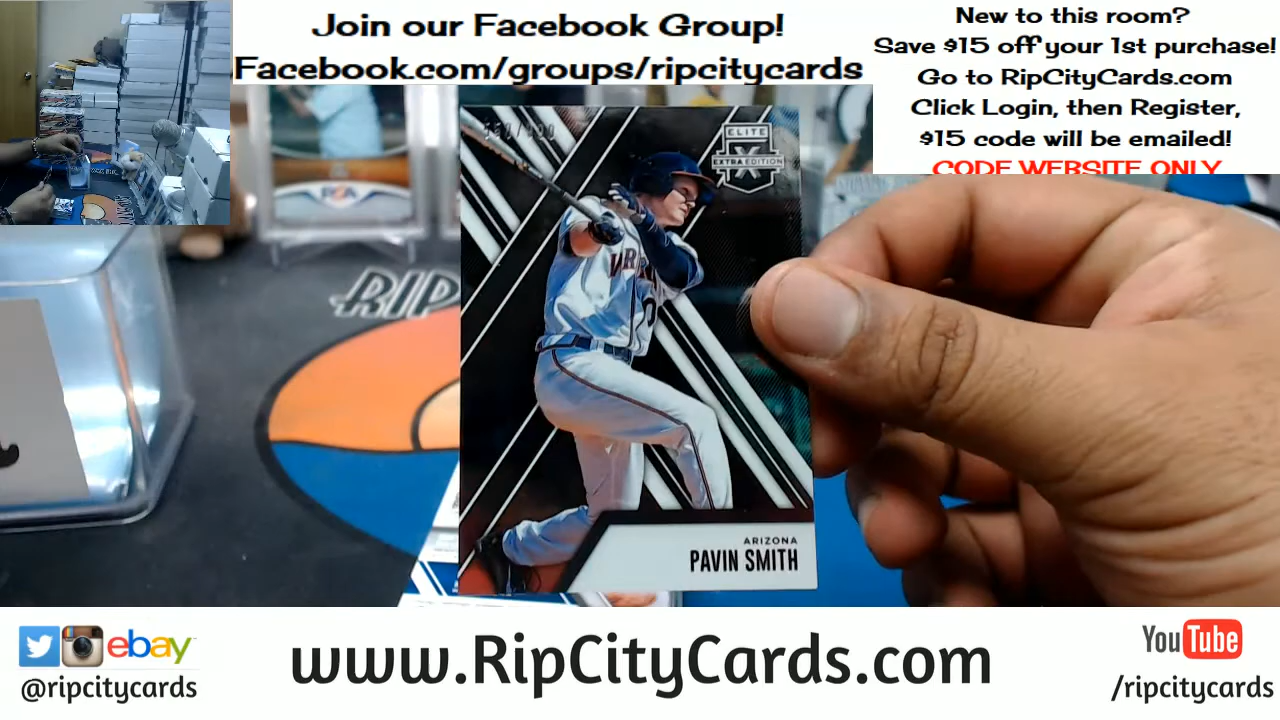 Join our Facebook Group!
Facebook.com/groups/ripcitycards
New to this room?
Save $15 off your 1st purchase!
Go to RipCityCards.com
Click Login, then Register,
$15 code will be emailed!
CODE WEBSITE ONLY
ELITE
X
EXTRA EDITION
RIP
ARIZONA
PAVIN SMITH
ebay
@ripcitycards
www.RipCityCards.com
YouTube
/ripcitycards